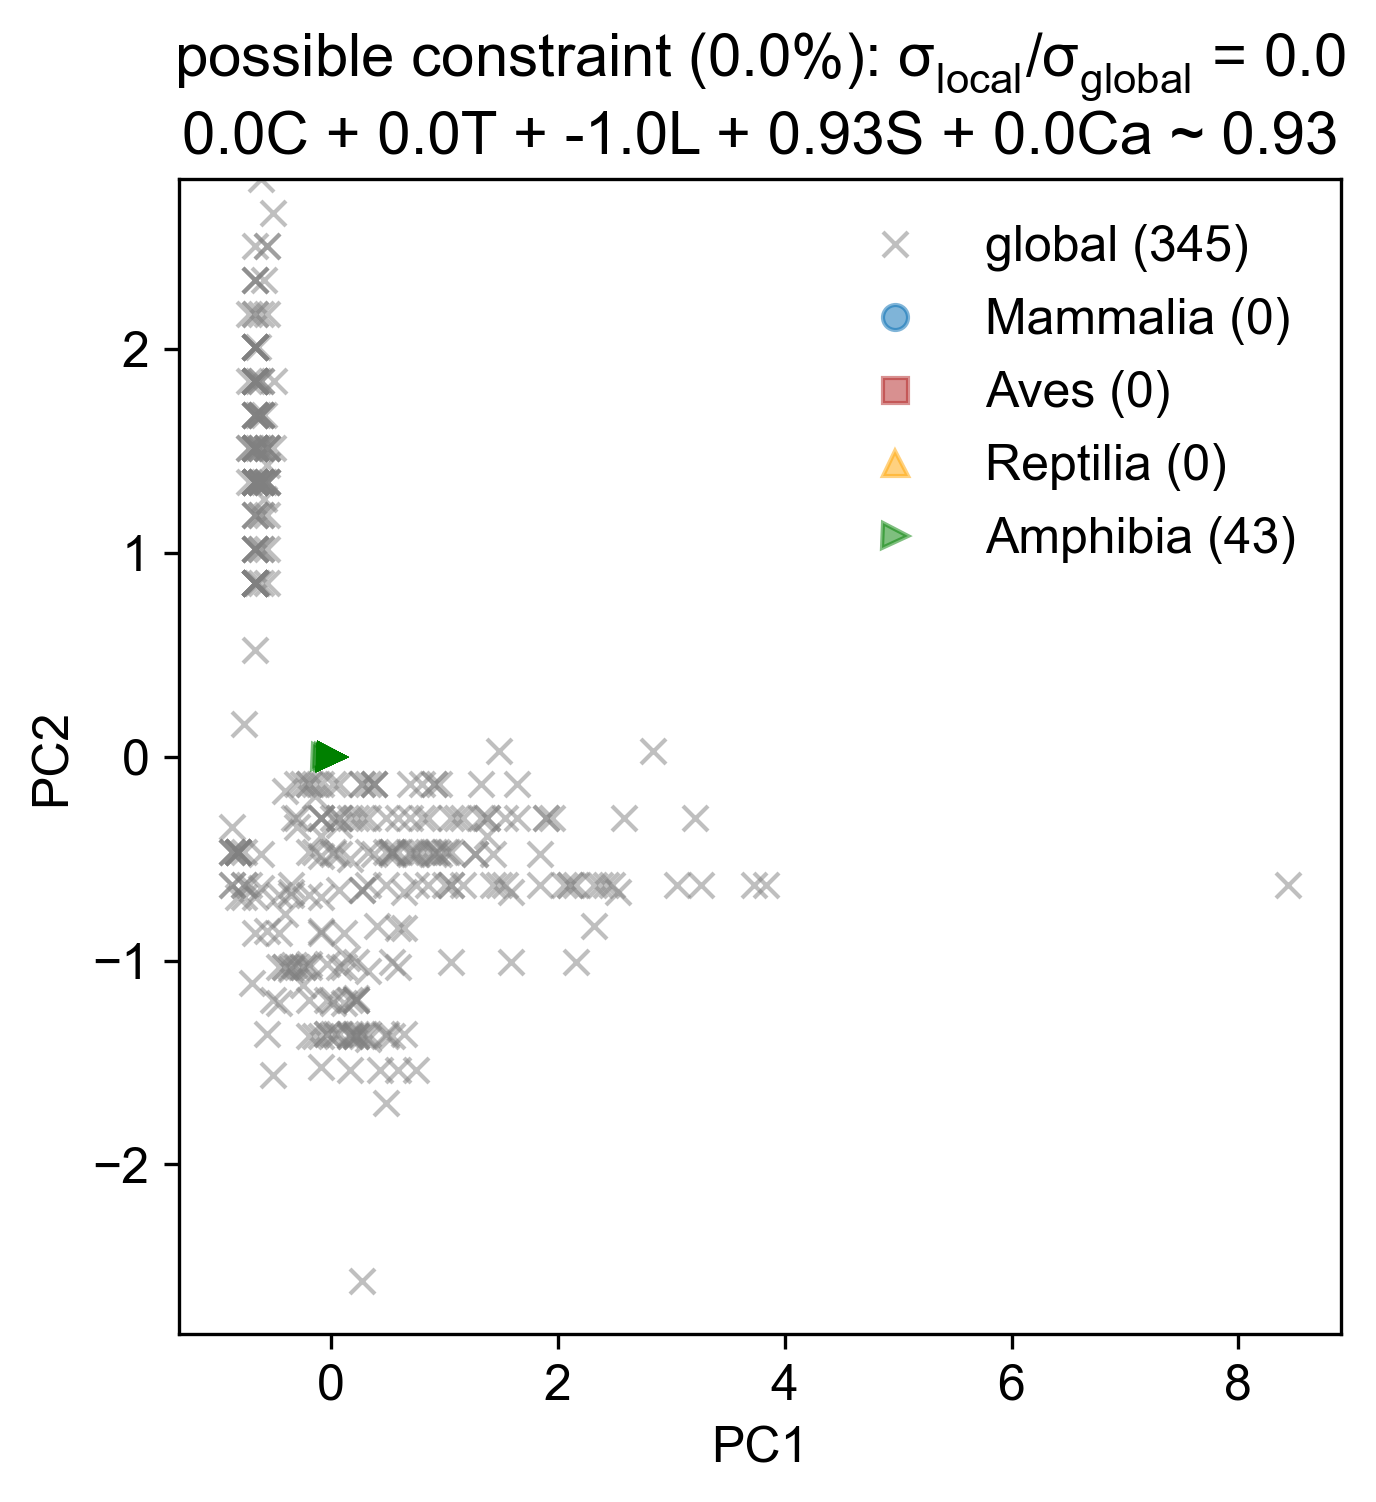 possible constraint (0.0%): σlocal/σglobal = 0.0
0.0C + 0.0T + -1.0L + 0.93S + 0.0Ca ~ 0.93
global (345)
Mammalia (0)
Aves (0)
Reptilia (0)
Amphibia (43)
2
1
0
−1
−2
PC2
0 2 4 6 8
PC1